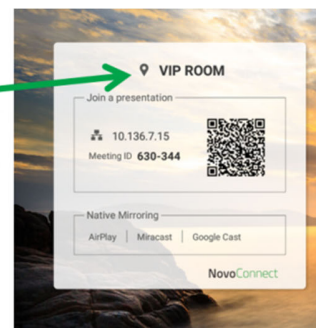 VIP ROOM
Join a presentation
10.136.7.15
Meeting ID 630-344
Native Mirroring
AirPlay | Miracast | Google Cast
NovoConnect